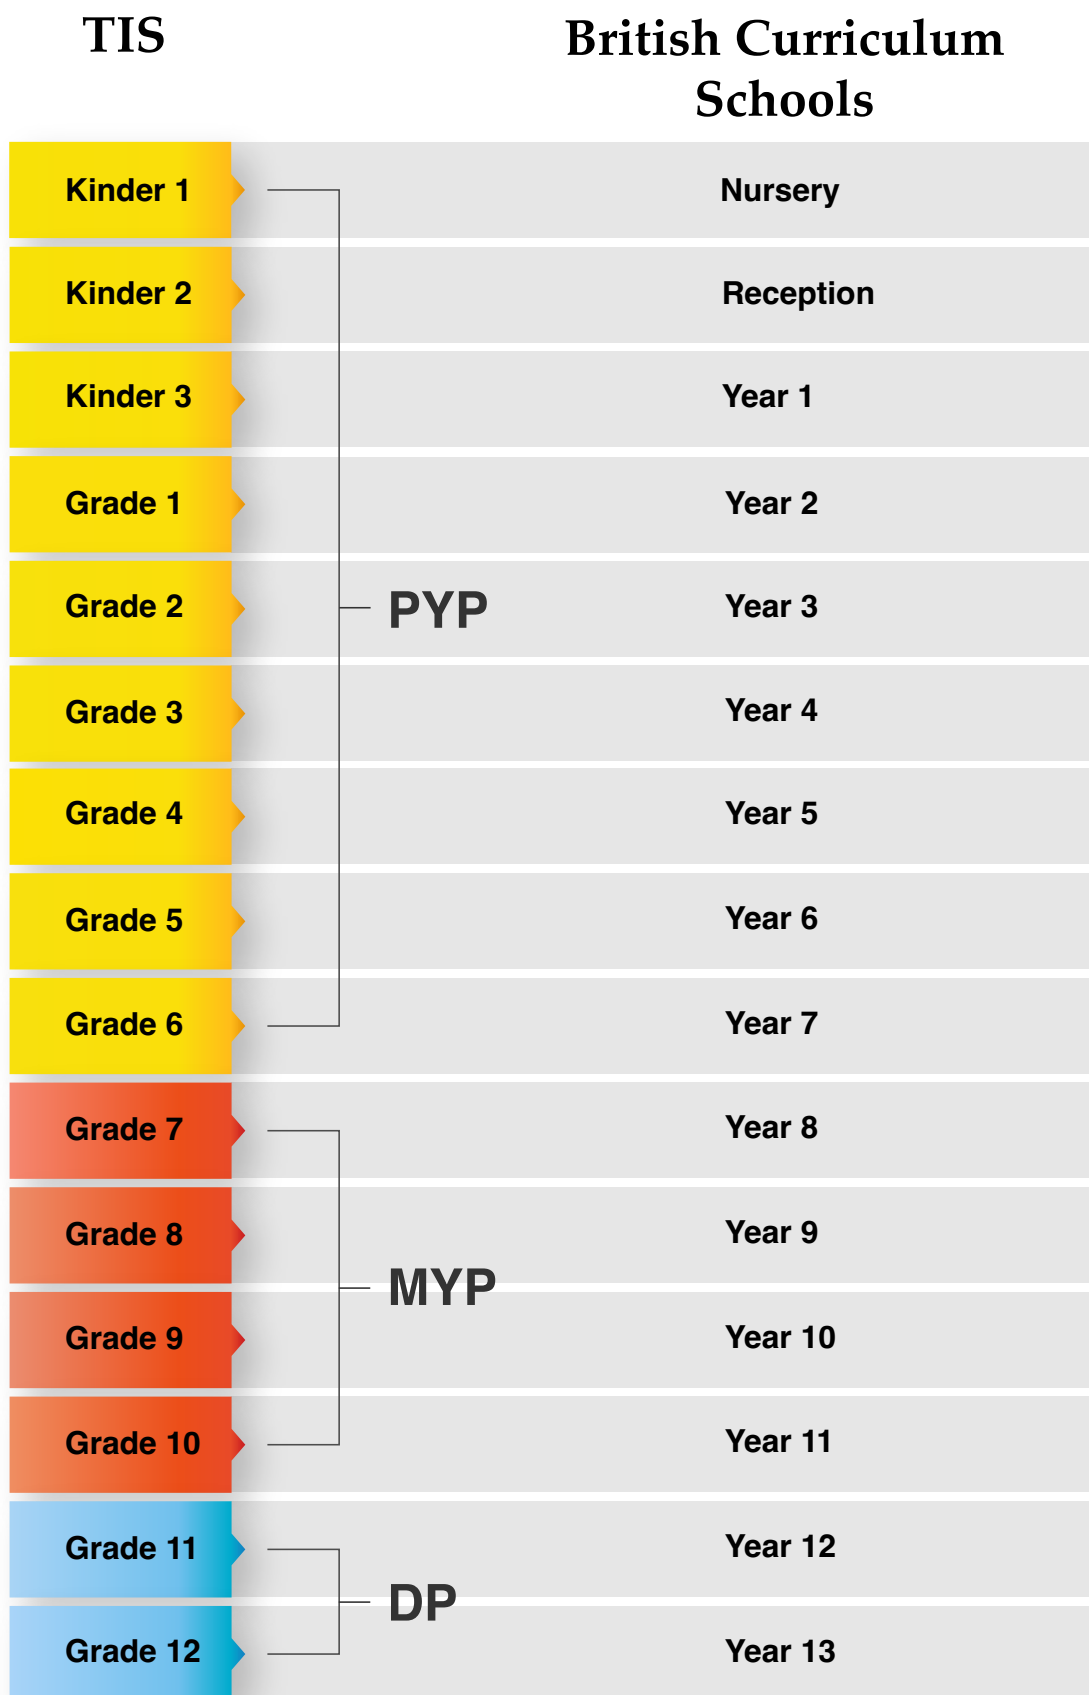 TIS
British Curriculum
Schools
Kinder 1
Nursery
Kinder 2
Reception
Kinder 3
Year 1
Grade 1
Year 2
Grade 2
PYP
Year 3
Grade 3
Year 4
Grade 4
Year 5
Grade 5
Year 6
Grade 6
Year 7
Grade 7
Year 8
Grade 8
Year 9
MYP
Grade 9
Year 10
Grade 10
Year 11
Grade 11
Year 12
DP
Grade 12
Year 13